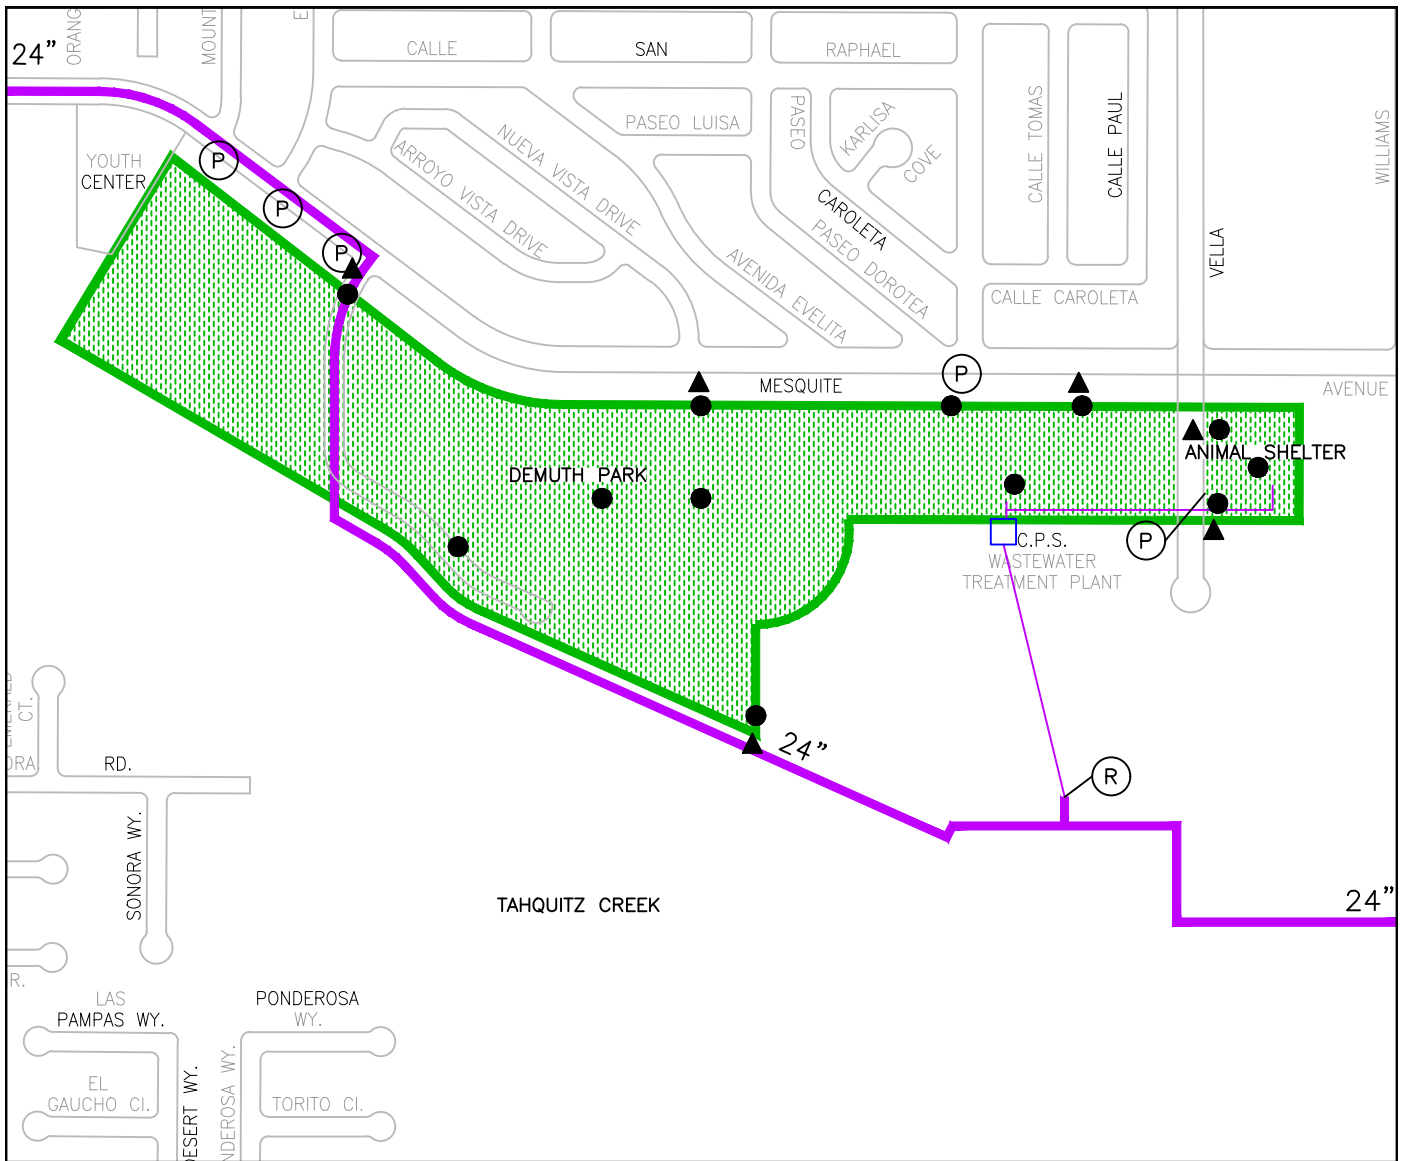 24"
ORANG
MOUNT
E
CALLE
SAN
RAPHAEL
PASEO LUISA
PASEO
KARLISA
COVE
CALLE TOMAS
CALLE PAUL
WILLIAMS
YOUTH
CENTER
P
P
P
ARROYO VISTA DRIVE
NUEVA VISTA DRIVE
CAROLETA
PASEO DOROTEA
AVENIDA EVELITA
VELLA
CALLE CAROLETA
P
MESQUITE
AVENUE
ANIMAL SHELTER
DEMUTH PARK
P
C.P.S.
WASTEWATER
TREATMENT PLANT
24"
R
CT.
ORA
RD.
SONORA WY.
24"
TAHQUITZ CREEK
R.
LAS
PAMPAS WY.
PONDEROSA
WY.
EL
GAUCHO CI.
DESERT WY.
NDEROSA WY.
TORITO CI.